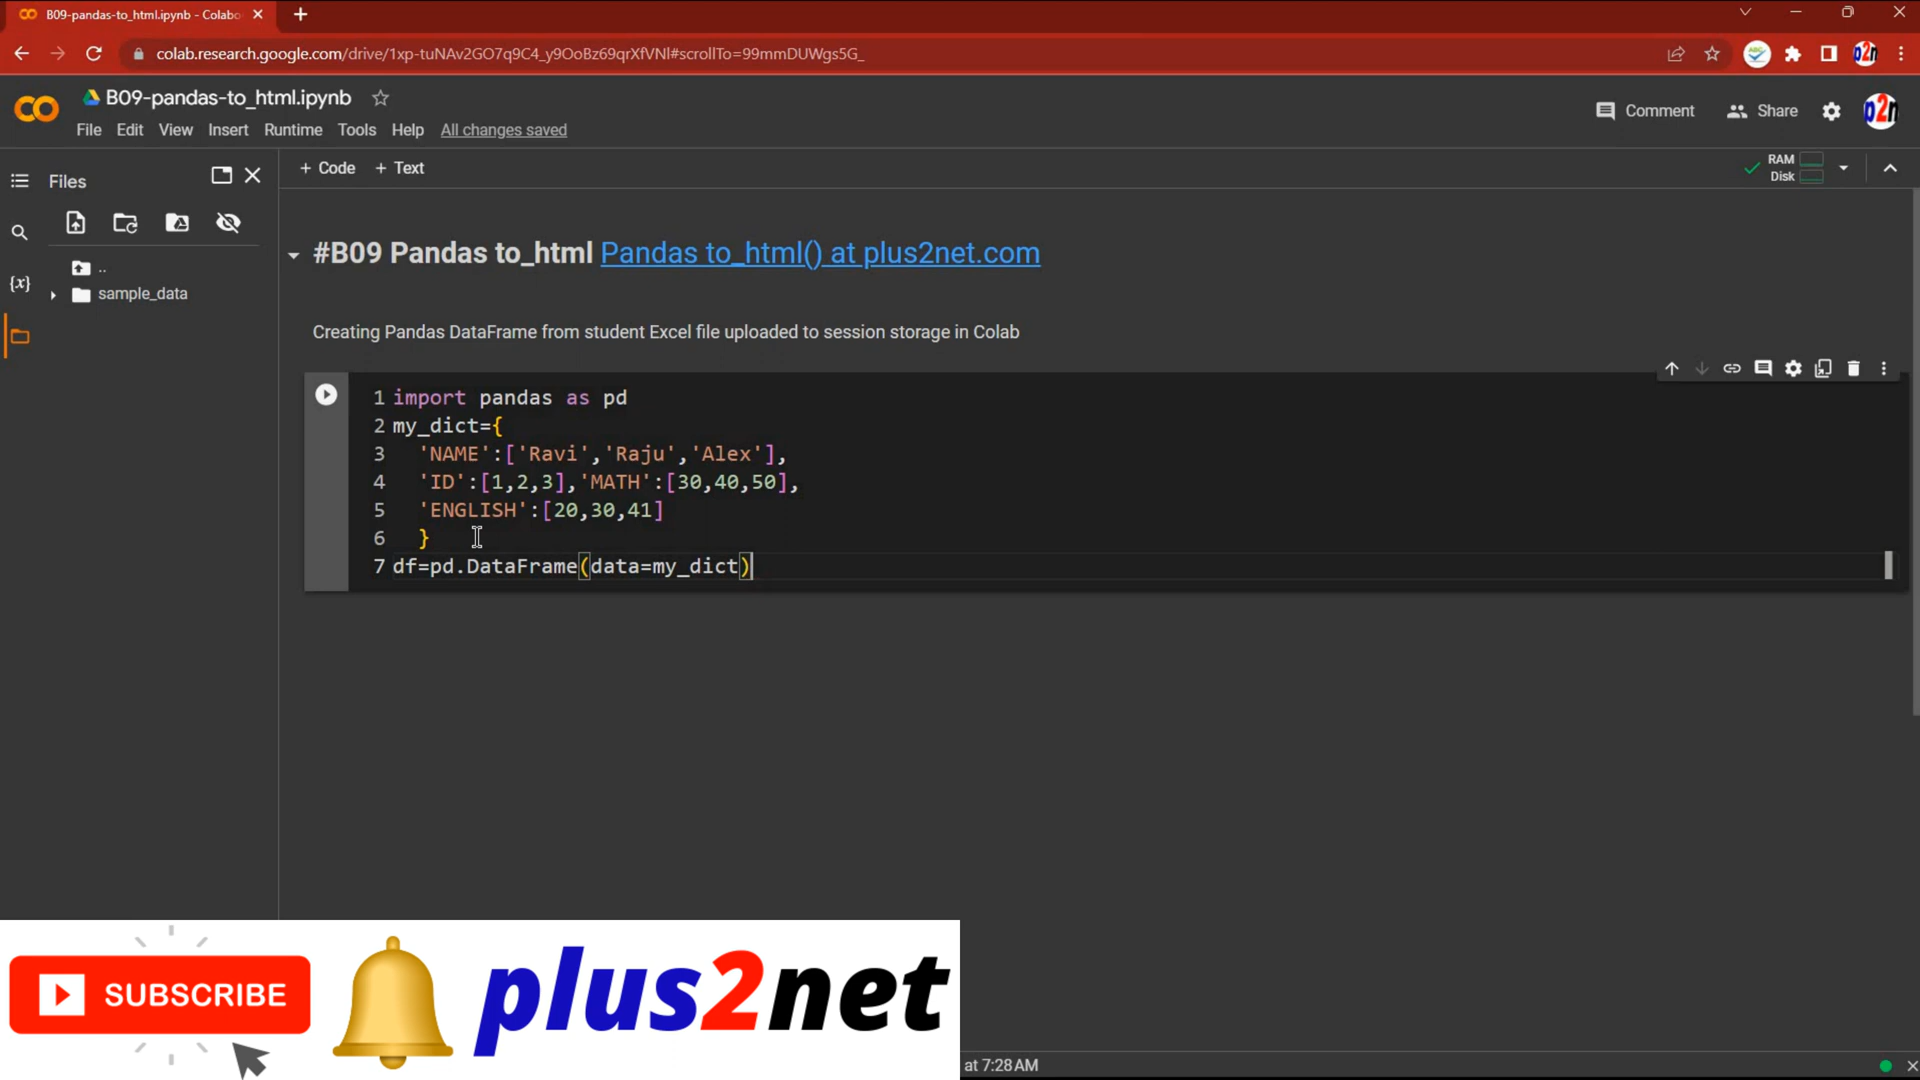 B09-pandas-to_html.ipynb - Colabo
colab.research.google.com/drive/1xp-tuNAv2GO7q9C4_y9OoBz69qrXfVNl#scrollTo=99mmDUWgs5G_
ABC
p2n
CO
B09-pandas-to_html.ipynb
Comment
Share
p2n
File Edit View Insert Runtime Tools Help All changes saved
Files
+ Code + Text
RAM
Disk
..
sample_data
{x}
#B09 Pandas to_html Pandas to_html() at plus2net.com
Creating Pandas DataFrame from student Excel file uploaded to session storage in Colab
1 import pandas as pd
2 my_dict={
3 'NAME':['Ravi','Raju','Alex'],
4 'ID':[1,2,3],'MATH':[30,40,50],
5 'ENGLISH':[20,30,41]
6 }
7 df=pd.DataFrame(data=my_dict)
SUBSCRIBE
plus2net
at 7:28 AM